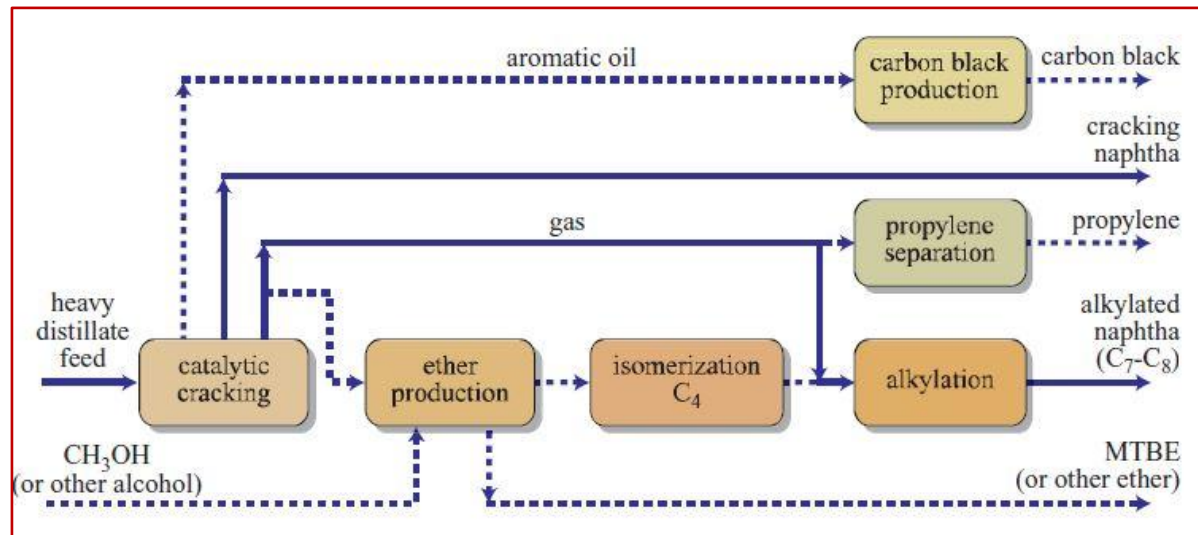 aromatic oil
carbon black
production
carbon black
cracking
naphtha
gas
propylene
separation
propylene
heavy
distillate
feed
catalytic
cracking
ether
production
isomerization
C₄
alkylation
alkylated
naphtha
(C₇-C₈)
CH₃OH
(or other alcohol)
MTBE
(or other ether)